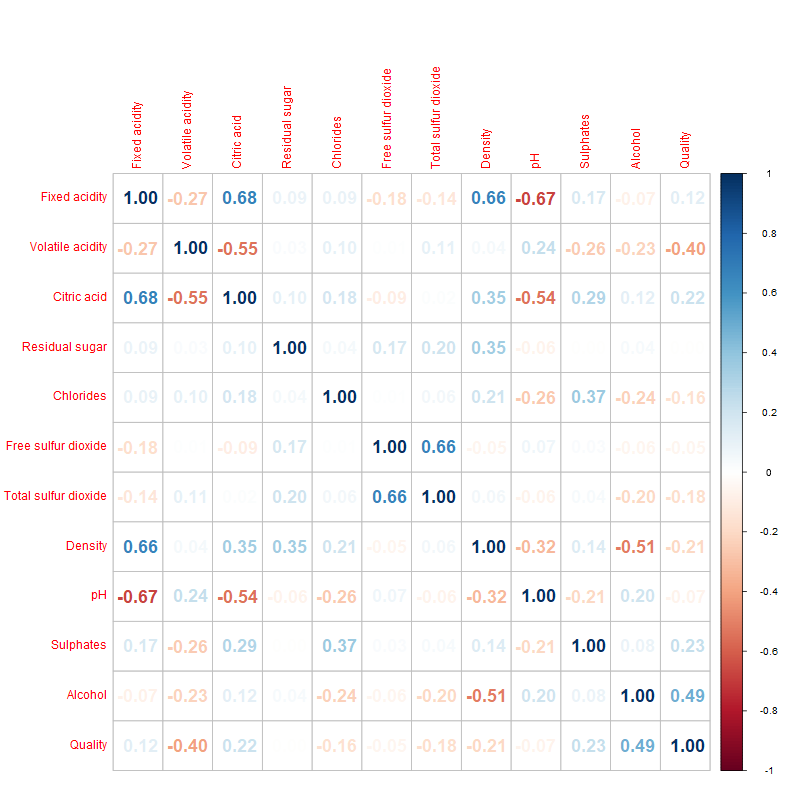 Fixed acidity Volatile acidity Citric acid Residual sugar Chlorides Free sulfur dioxide Total sulfur dioxide Density pH Sulphates Alcohol Quality
Fixed acidity 1.00 -0.27 0.68 0.09 0.09 -0.18 -0.14 0.66 -0.67 0.17 -0.07 0.12
Volatile acidity -0.27 1.00 -0.55 0.10 0.11 0.04 0.24 -0.26 -0.23 -0.40
Citric acid 0.68 -0.55 1.00 0.10 0.18 -0.09 0.35 -0.54 0.29 0.12 0.22
Residual sugar 0.09 0.03 0.10 1.00 0.04 0.17 0.20 0.35 -0.06 0.04
Chlorides 0.09 0.10 0.18 0.04 1.00 0.06 0.21 -0.26 0.37 -0.24 -0.16
Free sulfur dioxide -0.18 -0.09 0.17 1.00 0.66 -0.05 0.07 -0.06 -0.05
Total sulfur dioxide -0.14 0.11 0.20 0.06 0.66 1.00 0.06 -0.06 0.04 -0.20 -0.18
Density 0.66 0.04 0.35 0.35 0.21 -0.05 0.06 1.00 -0.32 0.14 -0.51 -0.21
pH -0.67 0.24 -0.54 -0.06 -0.26 0.07 -0.06 -0.32 1.00 -0.21 0.20 -0.07
Sulphates 0.17 -0.26 0.29 0.37 0.04 0.14 -0.21 1.00 0.08 0.23
Alcohol -0.07 -0.23 0.12 0.04 -0.24 -0.06 -0.20 -0.51 0.20 0.08 1.00 0.49
Quality 0.12 -0.40 0.22 -0.16 -0.05 -0.18 -0.21 -0.07 0.23 0.49 1.00
1
0.8
0.6
0.4
0.2
0
-0.2
-0.4
-0.6
-0.8
-1